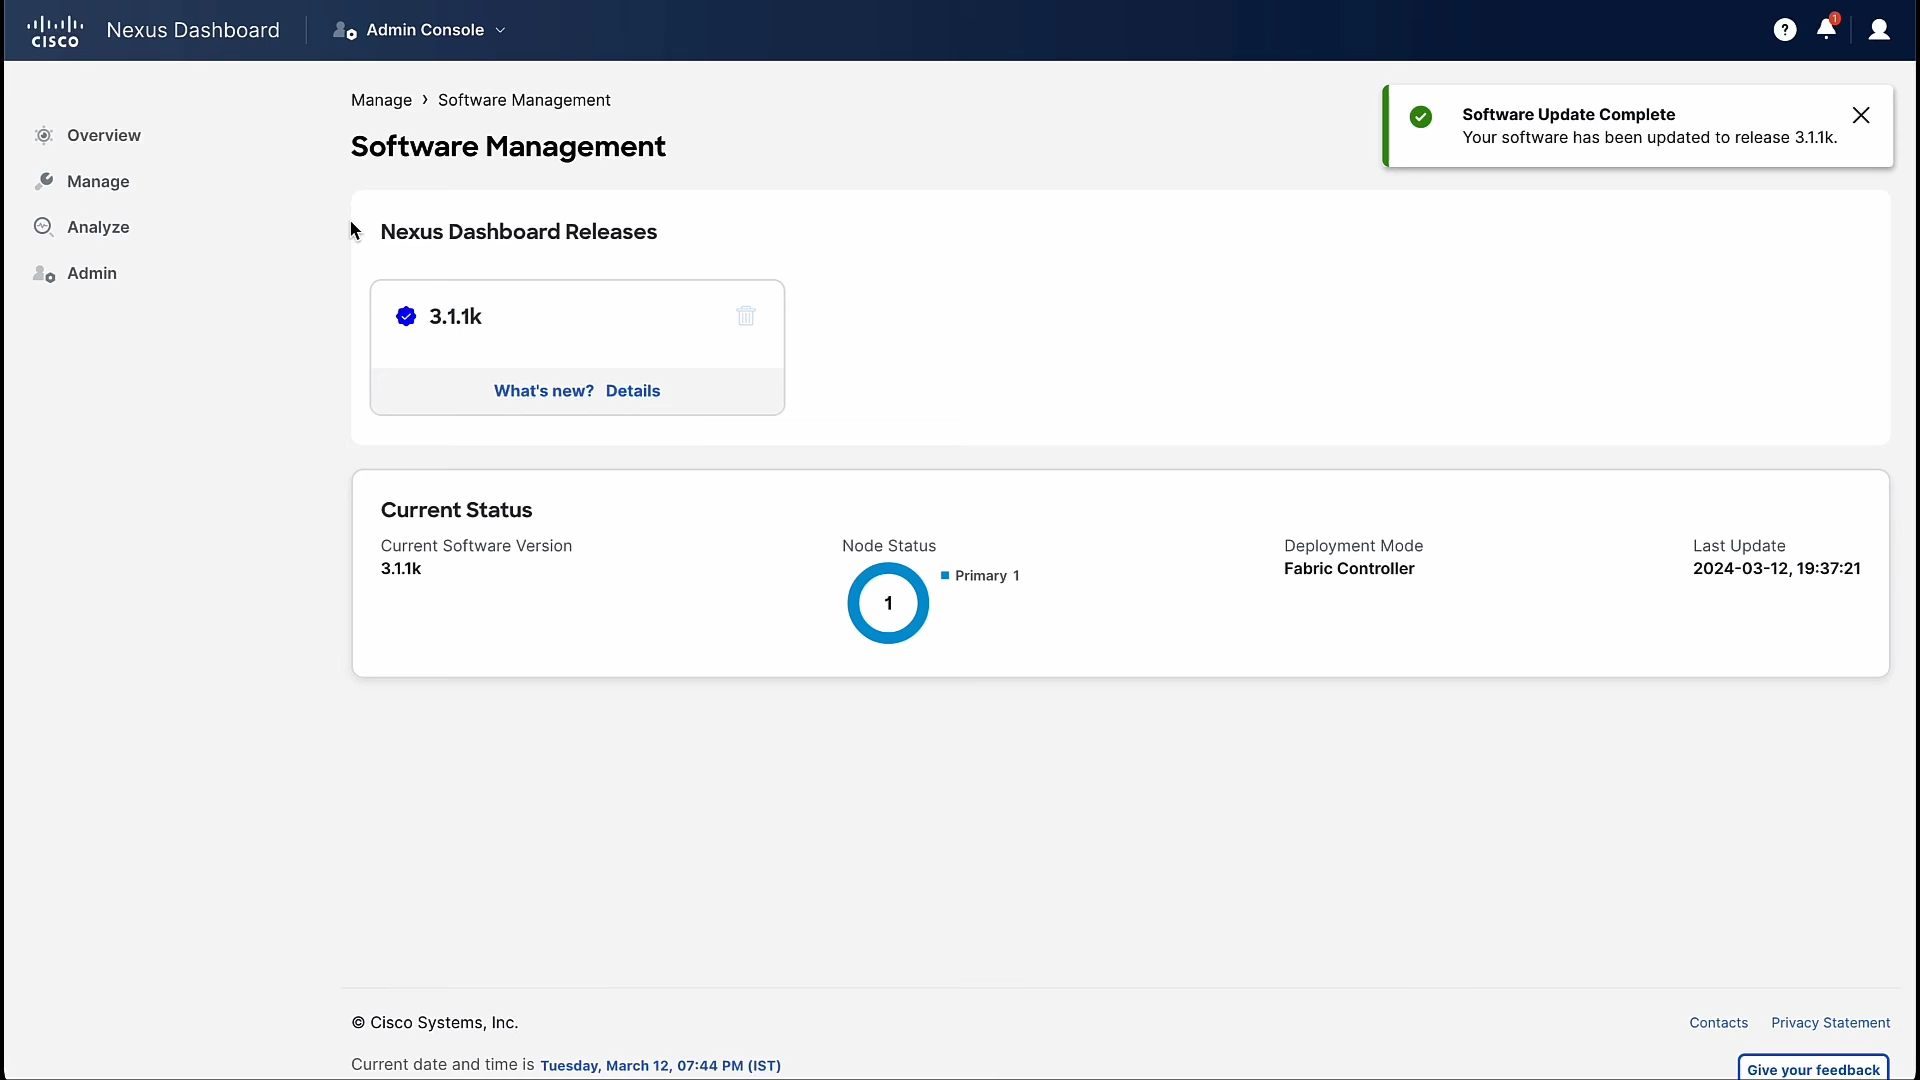 CISCO Nexus Dashboard Admin Console
1
Overview
Manage
Analyze
Admin
Manage › Software Management
Software Management
Software Update Complete
Your software has been updated to release 3.1.1k.
Nexus Dashboard Releases
3.1.1k
What's new? Details
Current Status
Current Software Version
3.1.1k
Node Status
1
Primary 1
Deployment Mode
Fabric Controller
Last Update
2024-03-12, 19:37:21
© Cisco Systems, Inc.
Contacts Privacy Statement
Current date and time is Tuesday, March 12, 07:44 PM (IST)
Give your feedback